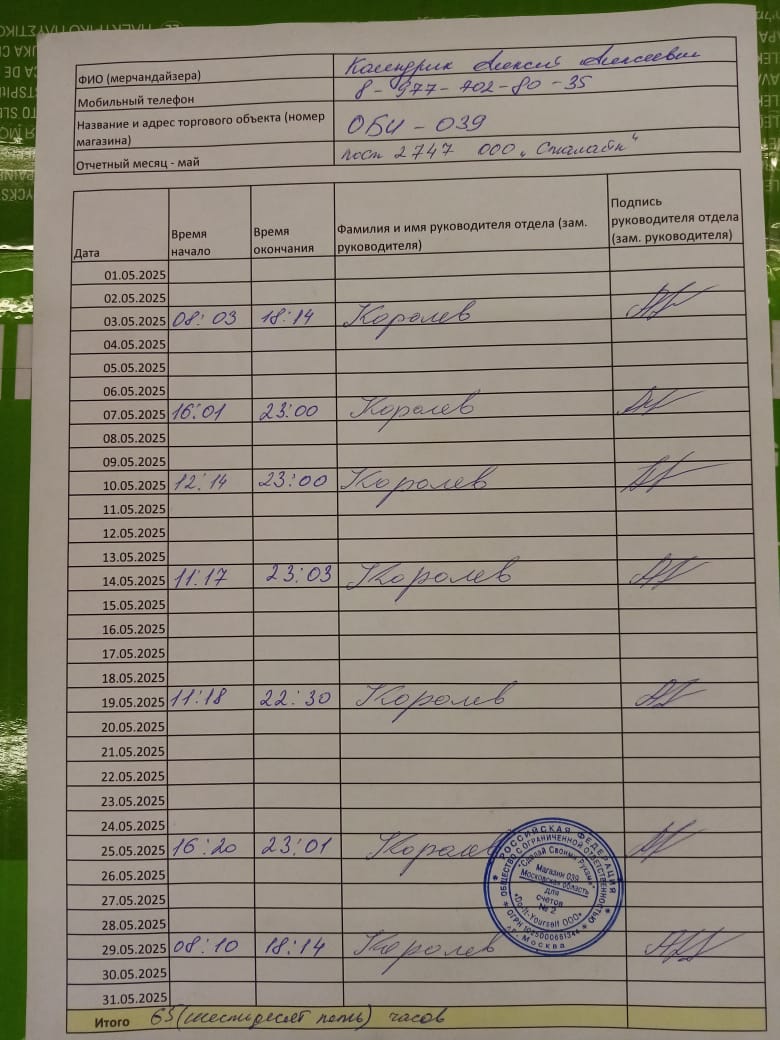 ФИО (мерчандайзера) Календрик Алексей Алексеевич
Мобильный телефон 8-977-702-80-35
Название и адрес торгового объекта (номер магазина) ОБИ - 039
Отчетный месяц - май пост 2747 ООО „Смалайн"
Дата Время начало Время окончания Фамилия и имя руководителя отдела (зам. руководителя) Подпись руководителя отдела (зам. руководителя)
01.05.2025
02.05.2025
03.05.2025 08:03 18:14 Королев
04.05.2025
05.05.2025
06.05.2025
07.05.2025 16:01 23:00 Королев
08.05.2025
09.05.2025
10.05.2025 12:14 23:00 Королев
11.05.2025
12.05.2025
13.05.2025
14.05.2025 11:17 23:03 Королев
15.05.2025
16.05.2025
17.05.2025
18.05.2025
19.05.2025 11:18 22:30 Королев
20.05.2025
21.05.2025
22.05.2025
23.05.2025
24.05.2025
25.05.2025 16:20 23:01 Королев
26.05.2025
27.05.2025
28.05.2025
29.05.2025 08:10 18:14 Королев
30.05.2025
31.05.2025
Итого 65 (шестьдесят пять) часов
РОССИЙСКАЯ ФЕДЕРАЦИЯ
ОБЩЕСТВО С ОГРАНИЧЕННОЙ ОТВЕТСТВЕННОСТЬЮ
"Сделай Своими Руками"
Магазин 039
Московская область
для
счетов
№ 2
"Do-It-Yourself ООО"
г. Москва